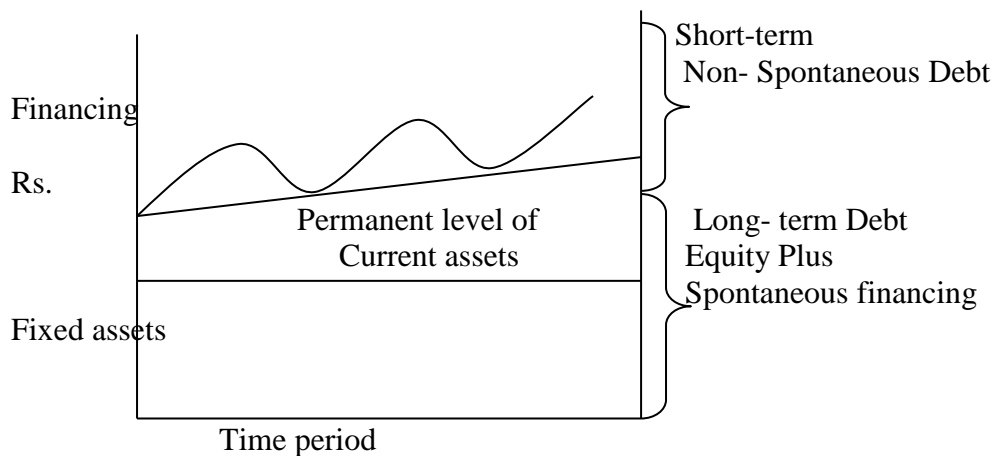 Short-term
Non- Spontaneous Debt
Financing
Rs.
Permanent level of
Current assets
Long- term Debt
Equity Plus
Spontaneous financing
Fixed assets
Time period